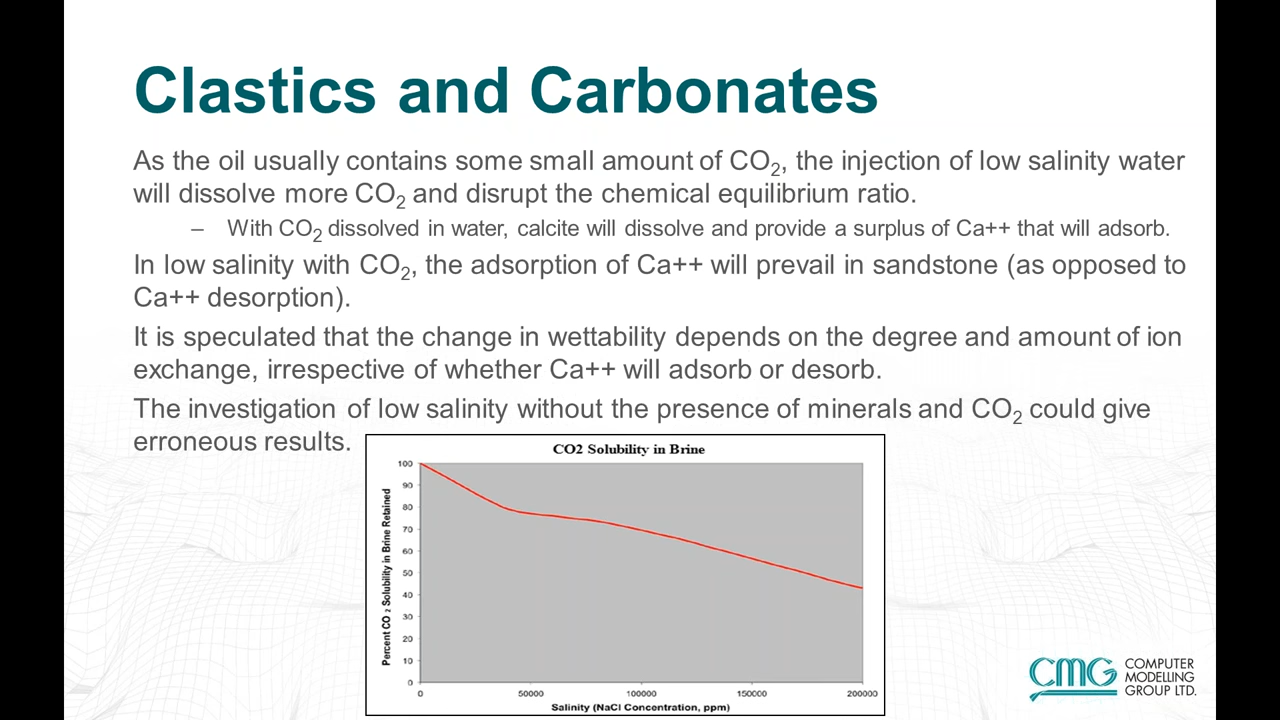 Clastics and Carbonates
As the oil usually contains some small amount of CO2, the injection of low salinity water
will dissolve more CO2 and disrupt the chemical equilibrium ratio.
– With CO2 dissolved in water, calcite will dissolve and provide a surplus of Ca++ that will adsorb.
In low salinity with CO2, the adsorption of Ca++ will prevail in sandstone (as opposed to
Ca++ desorption).
It is speculated that the change in wettability depends on the degree and amount of ion
exchange, irrespective of whether Ca++ will adsorb or desorb.
The investigation of low salinity without the presence of minerals and CO2 could give
erroneous results.
CO2 Solubility in Brine
Percent CO2 Solubility in Brine Retained
100
90
80
70
60
50
40
30
20
10
0
0 50000 100000 150000 200000
Salinity (NaCl Concentration, ppm)
CMG
COMPUTER
MODELLING
GROUP LTD.